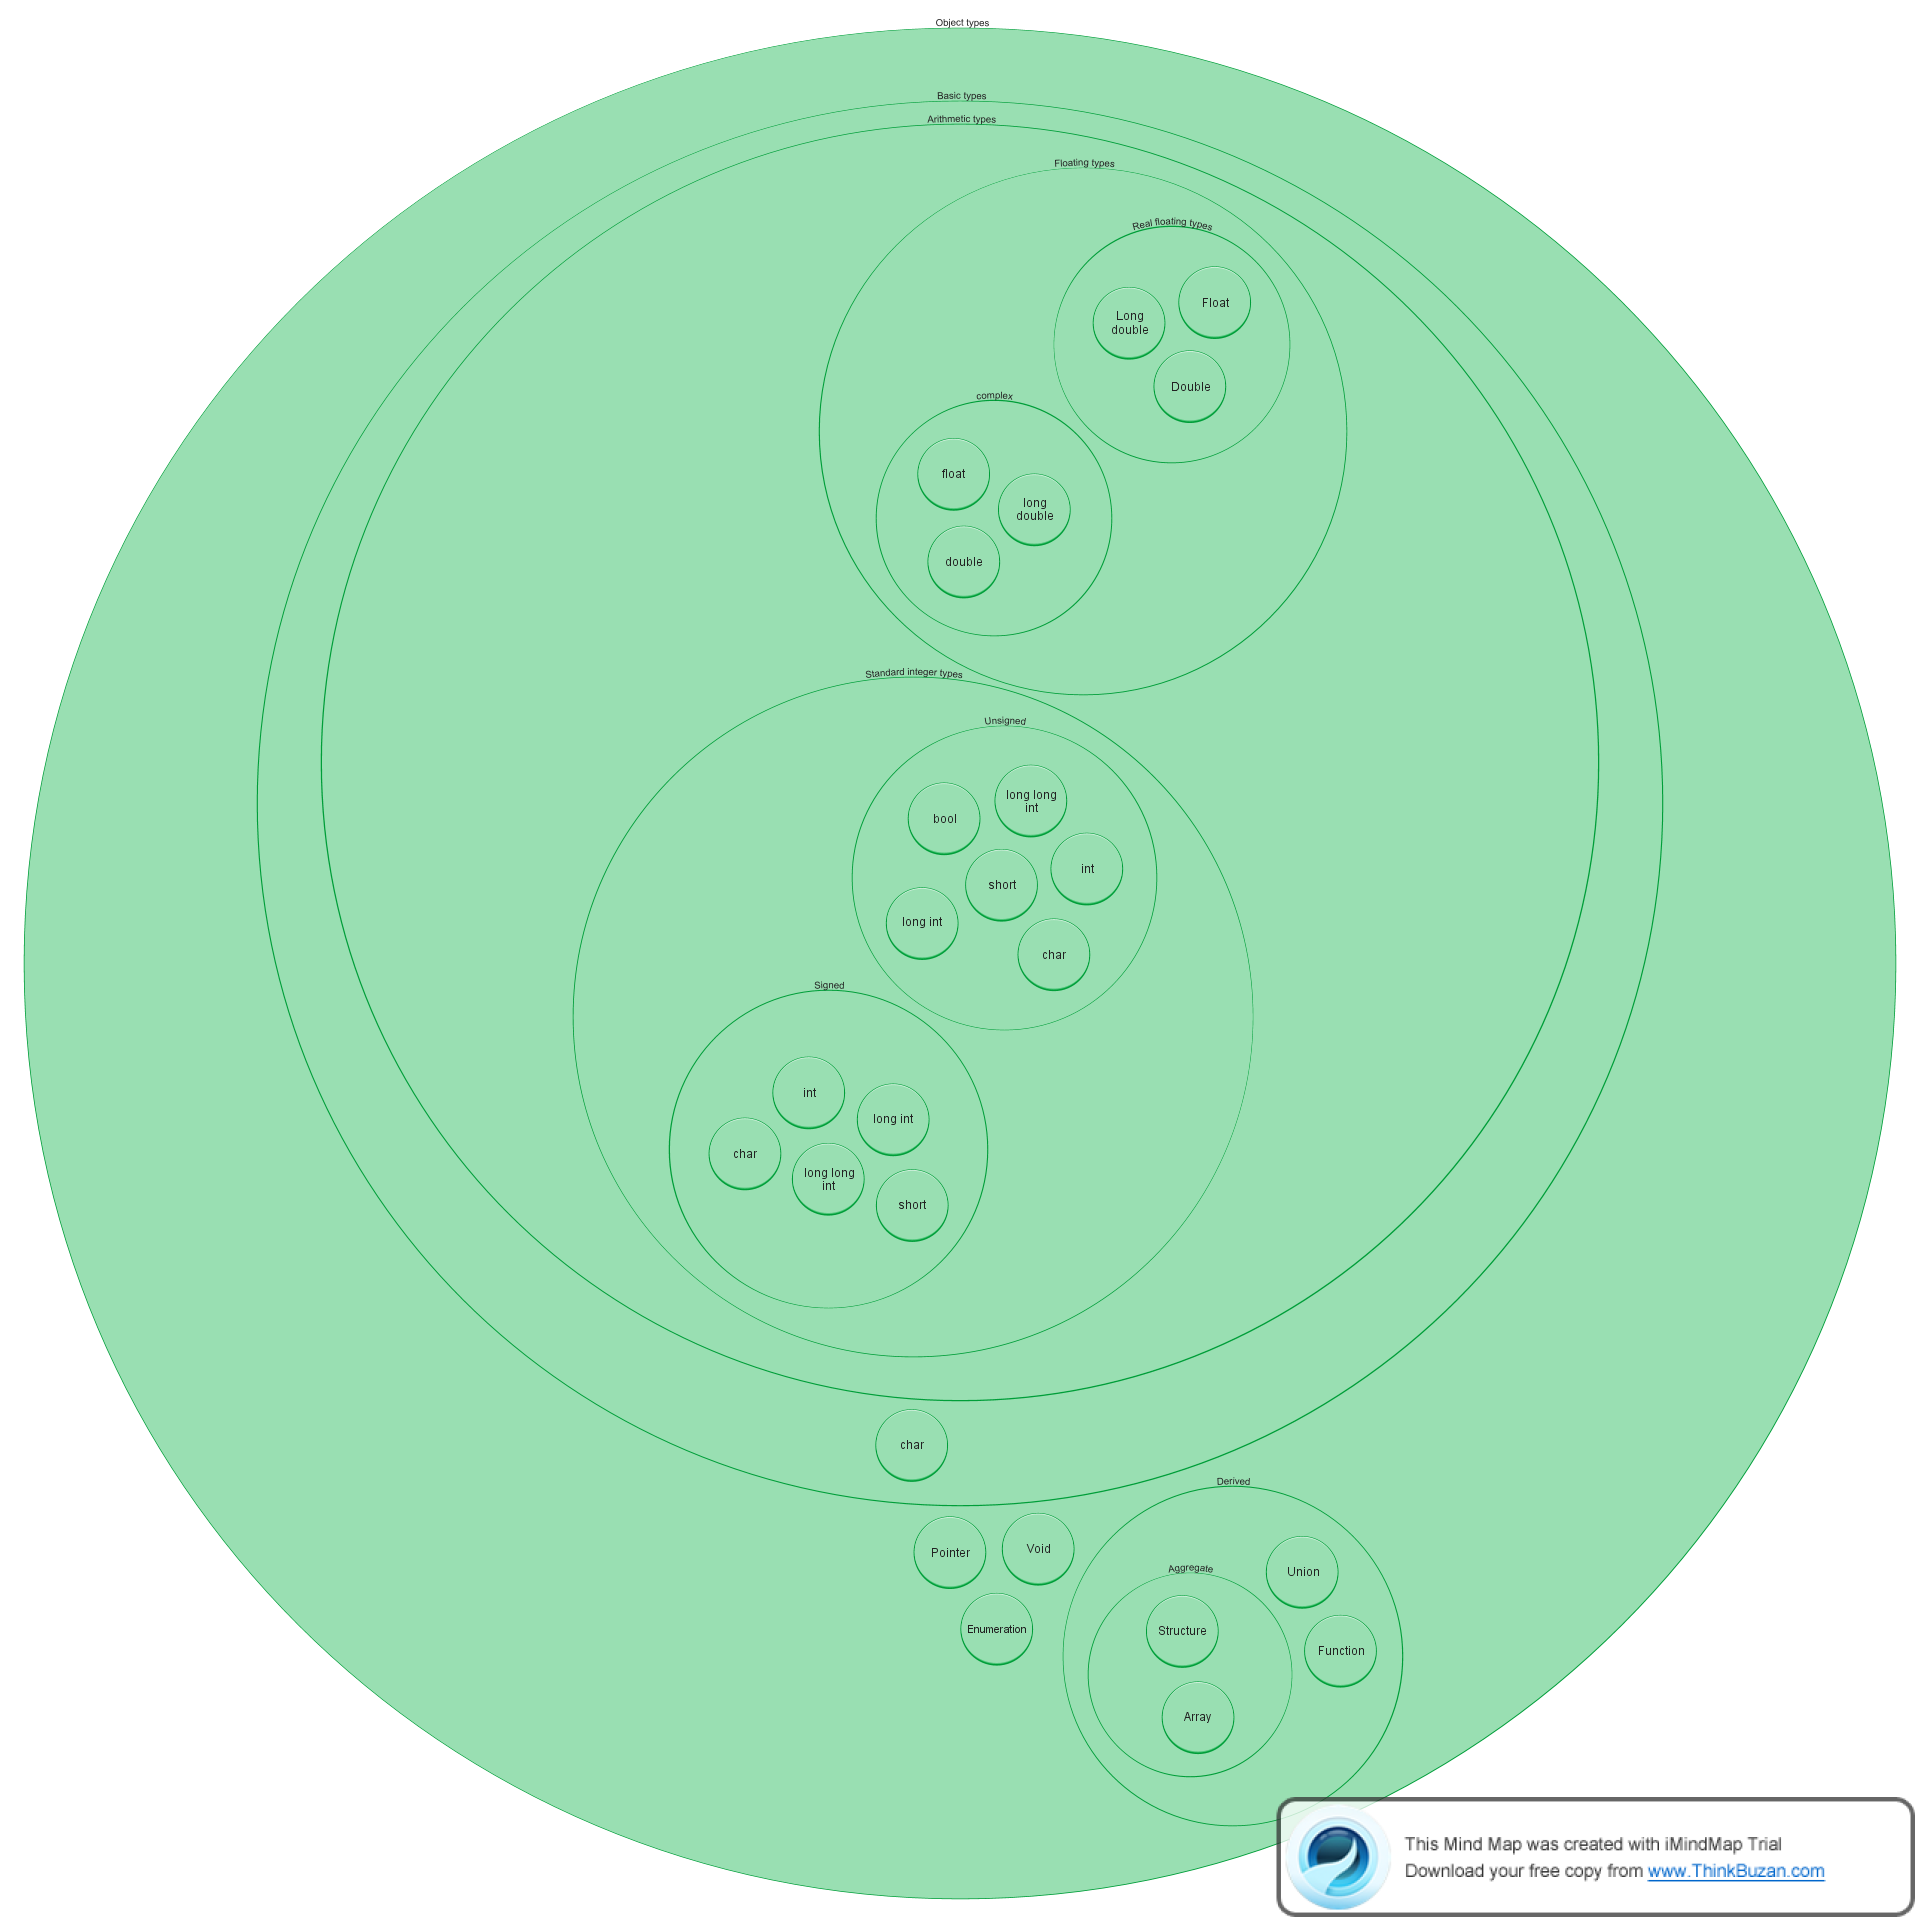 Object types
Basic types
Arithmetic types
Floating types
Real floating types
Float
Long
double
Double
complex
float
long
double
double
Standard integer types
Unsigned
long long
int
bool
int
short
long int
char
Signed
int
long int
char
long long
int
short
char
Derived
Pointer
Void
Union
Aggregate
Enumeration
Structure
Function
Array
This Mind Map was created with iMindMap Trial
Download your free copy from www.ThinkBuzan.com